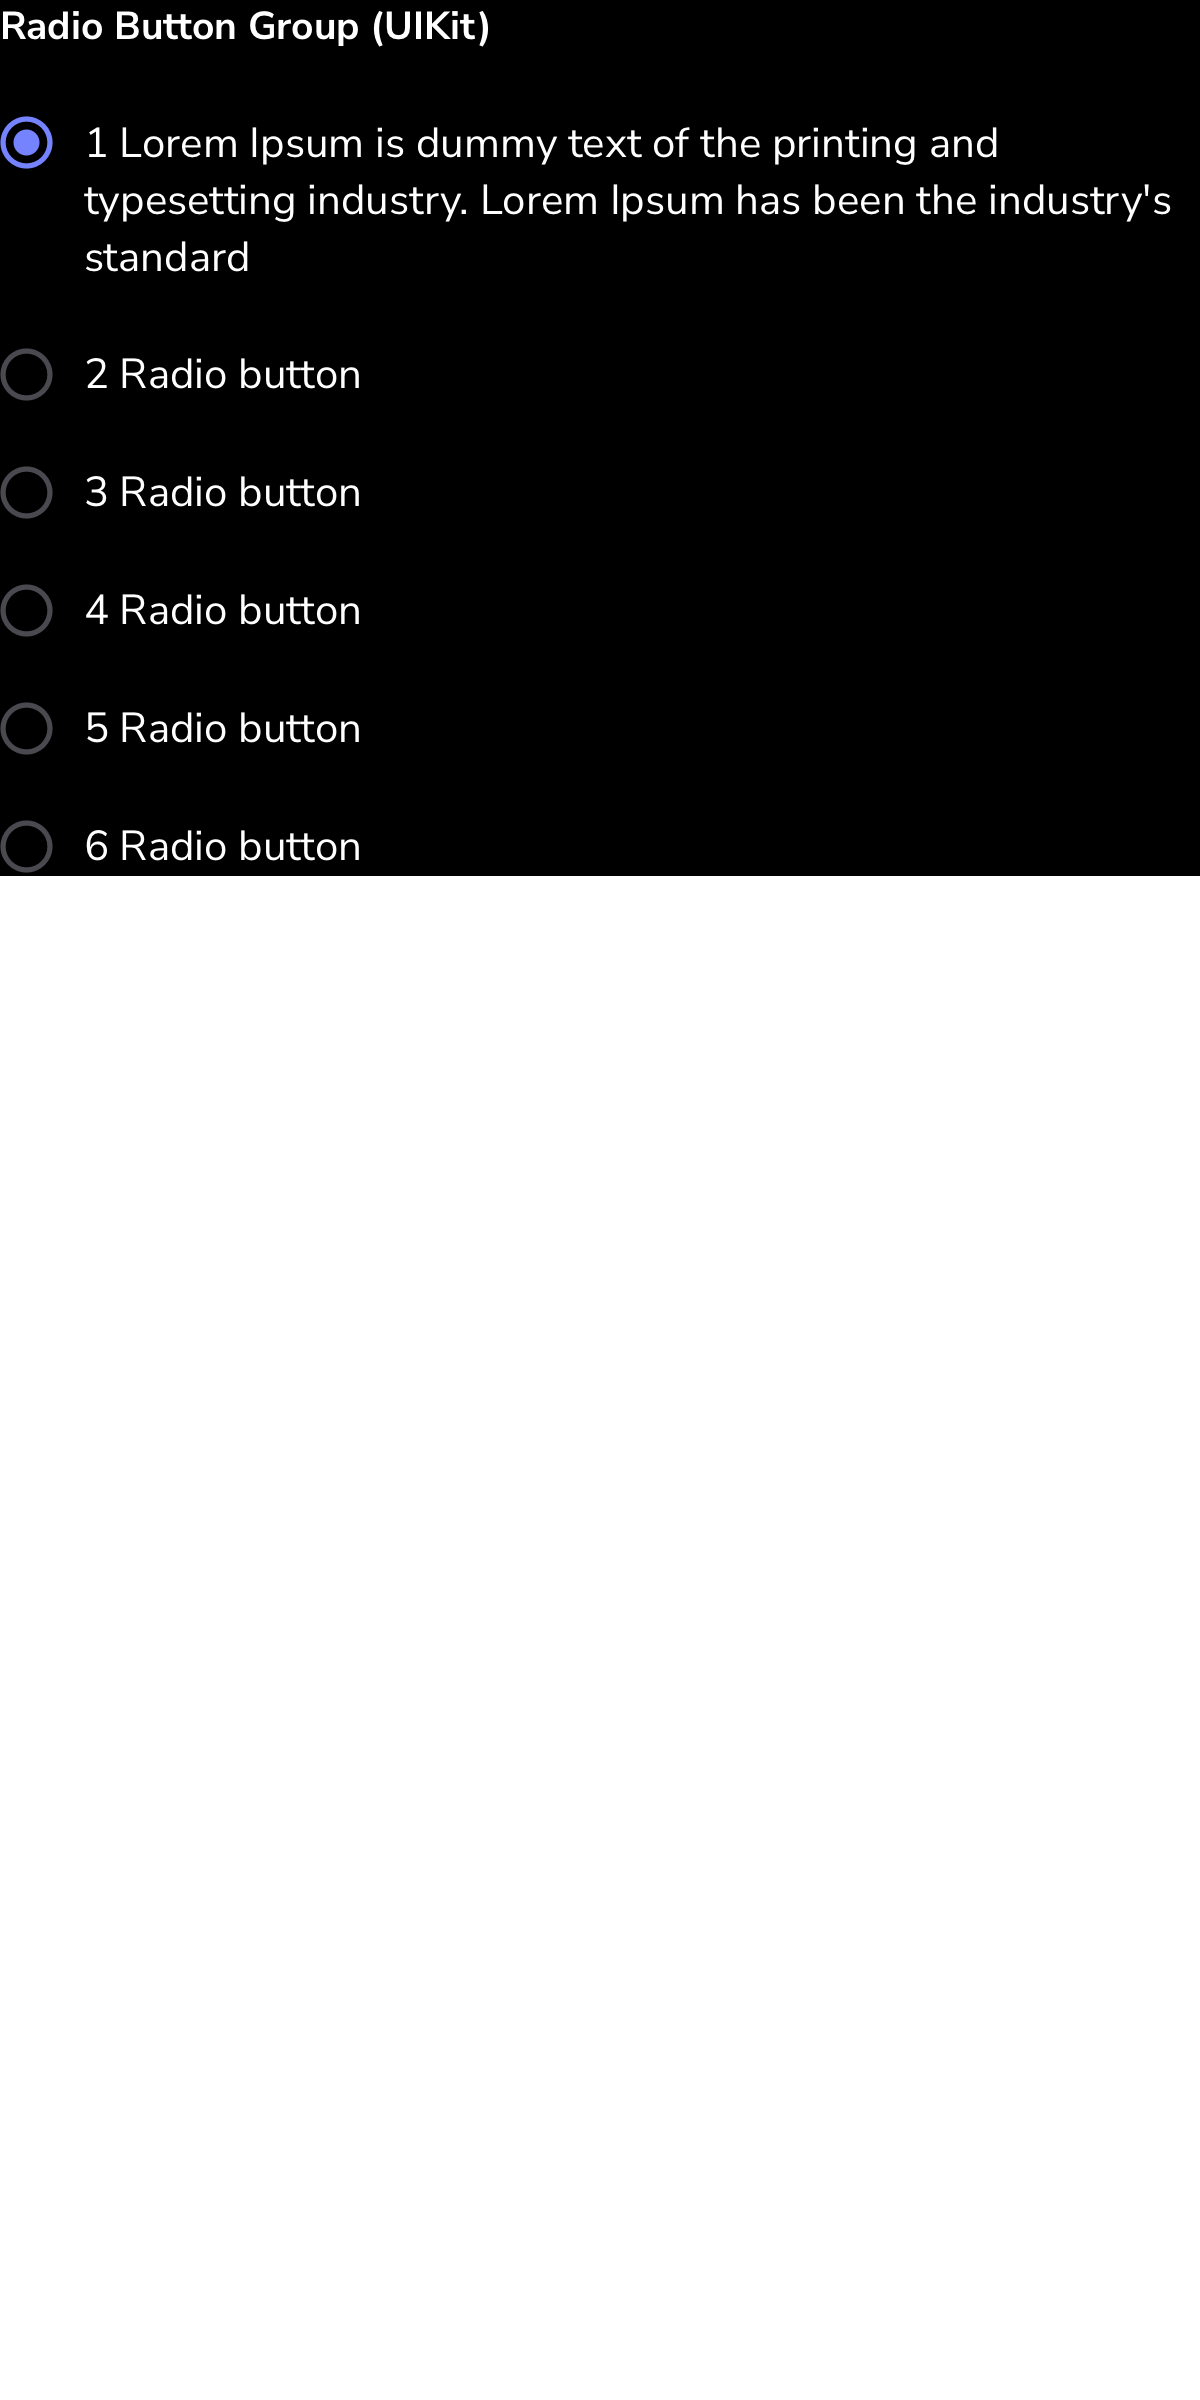 Radio Button Group (UIKit)
1 Lorem Ipsum is dummy text of the printing and
typesetting industry. Lorem Ipsum has been the industry's
standard
2 Radio button
3 Radio button
4 Radio button
5 Radio button
6 Radio button